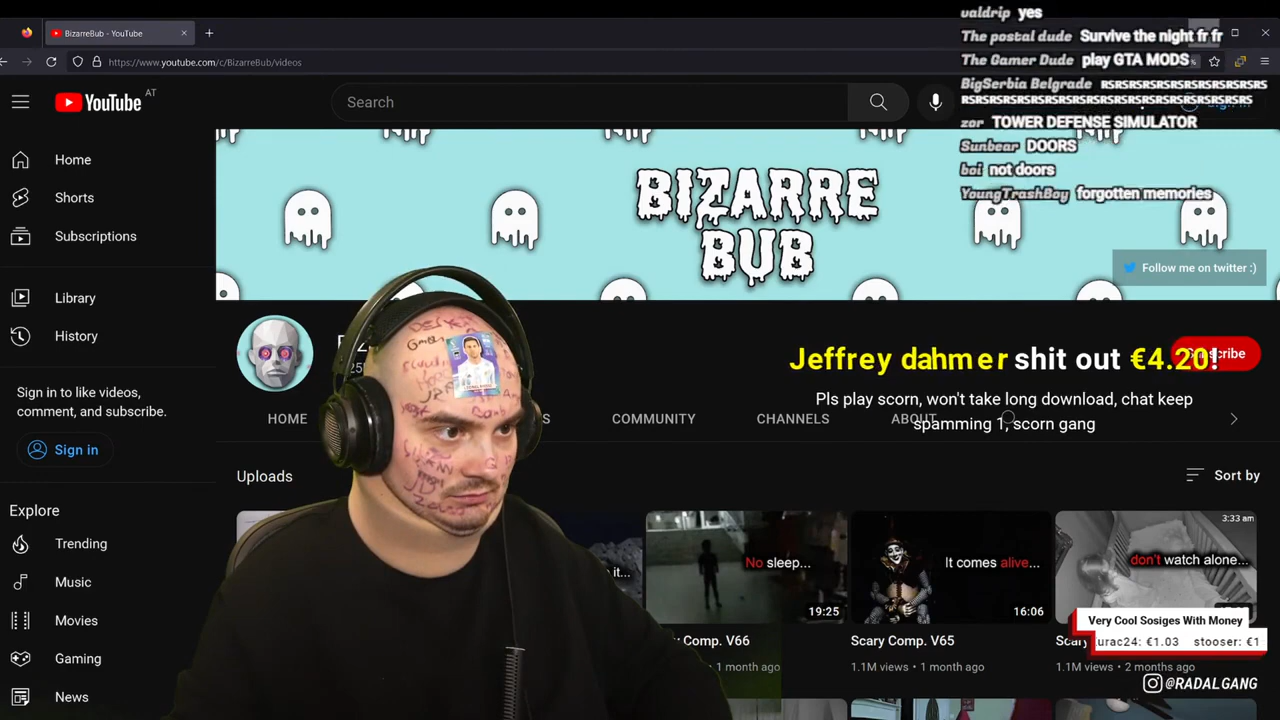 BizarreBub - YouTube
https://www.youtube.com/c/BizarreBub/videos
valdrip yes
The postal dude Survive the night fr fr
The Gamer Dude play GTA MODS
BigSerbia Belgrade RSRSRSRSRSRSRSRSRSRSRSRS
RSRSRSRSRSRSRSRSRSRSRSRSRSRS
zor TOWER DEFENSE SIMULATOR
Sunbear DOORS
boi not doors
YoungTrashBoy forgotten memories
YouTube AT
Search
Home
Shorts
Subscriptions
Library
History
Sign in to like videos,
comment, and subscribe.
Sign in
Explore
Trending
Music
Movies
Gaming
News
BIZARRE
BUB
Follow me on twitter :)
Jeffrey dahmer shit out €4.20!
Pls play scorn, won't take long download, chat keep
spamming 1, scorn gang
HOME
COMMUNITY
CHANNELS
ABOUT
Uploads
Sort by
No sleep...
19:25
Comp. V66
1 month ago
It comes alive...
16:06
Scary Comp. V65
1.1M views • 1 month ago
3:33 am
don't watch alone...
1.1M views • 2 months ago
Very Cool Sosiges With Money
urac24: €1.03 stooser: €1
@RADALGANG